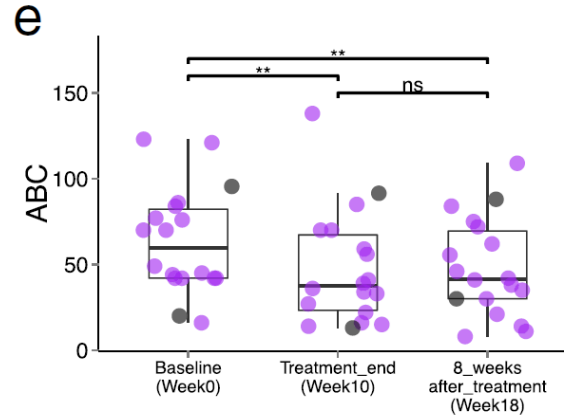 e
**
**
ns
ABC
150
100
50
0
Baseline
(Week0)
Treatment_end
(Week10)
8_weeks
after_treatment
(Week18)